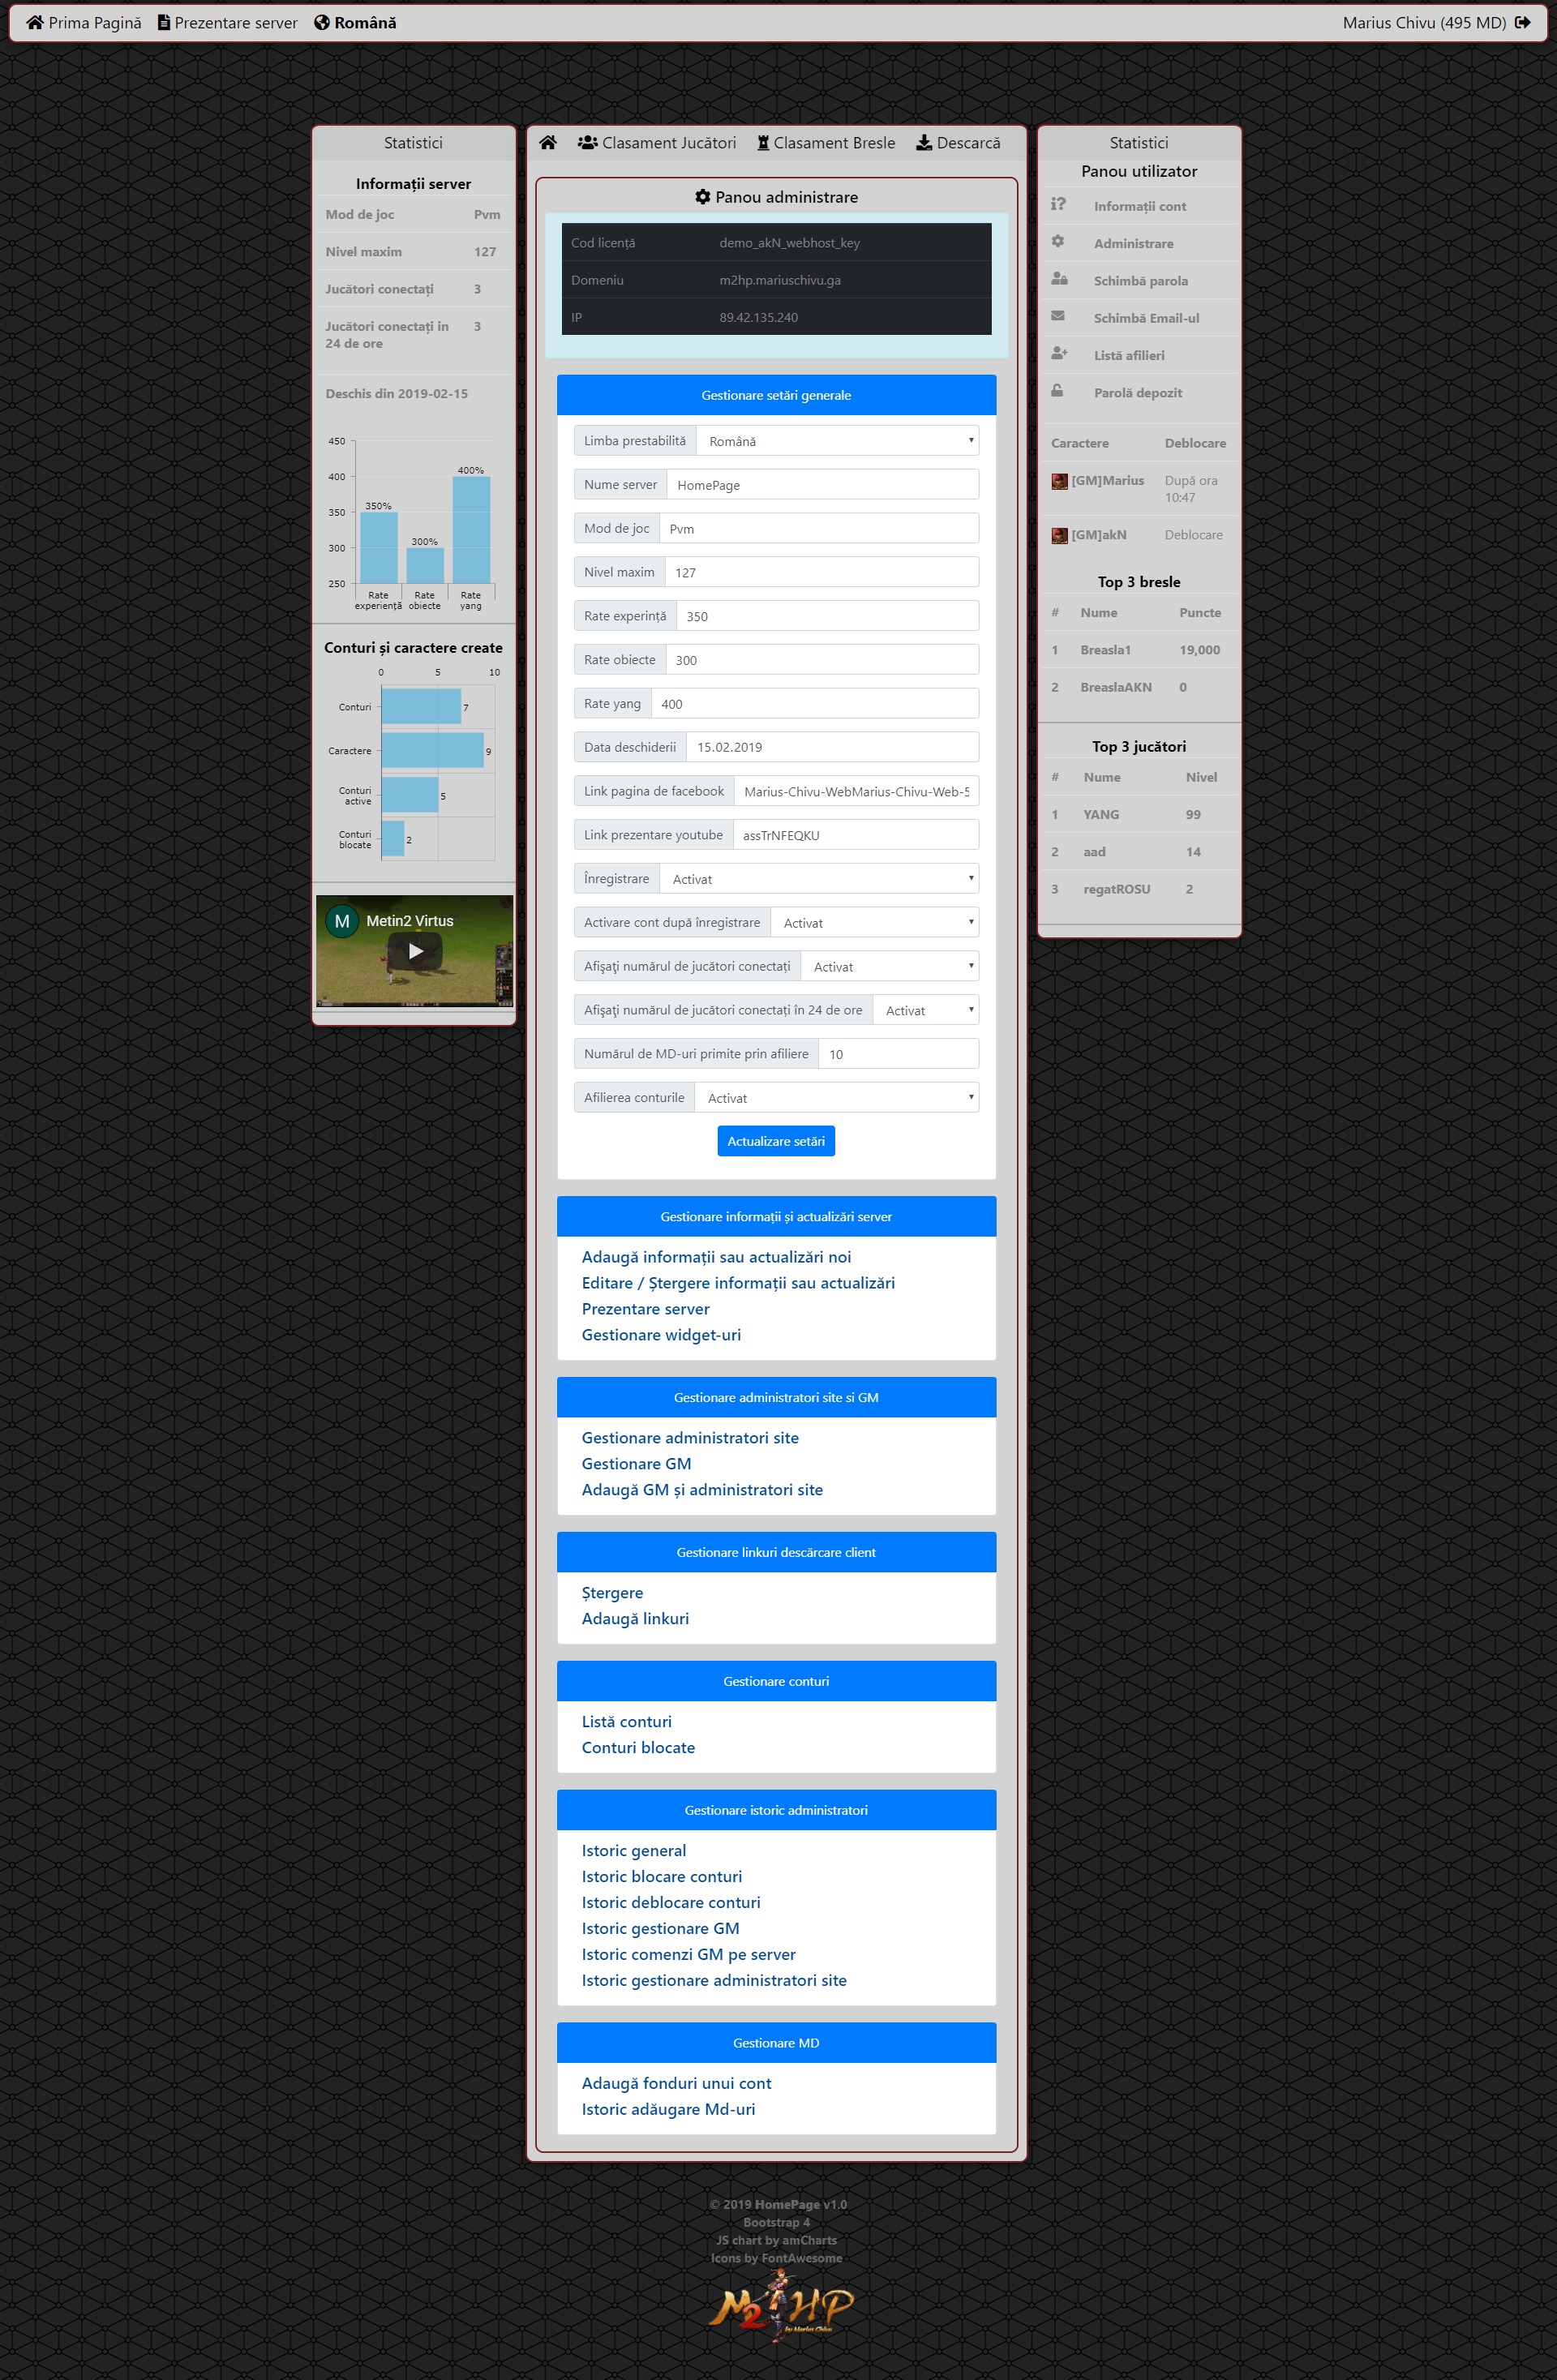 Prima Pagină Prezentare server Română Marius Chivu (495 MD)
Statistici
Informații server
Mod de joc Pvm
Nivel maxim 127
Jucători conectați 3
Jucători conectați in 3
24 de ore
Deschis din 2019-02-15
450
400
350
300
250
350%
300%
400%
Rate
experiență
Rate
obiecte
Rate
yang
Conturi și caractere create
0 5 10
Conturi 7
Caractere 9
Conturi
active 5
Conturi
blocate 2
M Metin2 Virtus
Clasament Jucători Clasament Bresle Descarcă
Panou administrare
Cod licență demo_akN_webhost_key
Domeniu m2hp.mariuschivu.ga
IP 89.42.135.240
Gestionare setări generale
Limba prestabilită Română
Nume server HomePage
Mod de joc Pvm
Nivel maxim 127
Rate experință 350
Rate obiecte 300
Rate yang 400
Data deschiderii 15.02.2019
Link pagina de facebook Marius-Chivu-WebMarius-Chivu-Web-5
Link prezentare youtube assTrNFEQKU
Înregistrare Activat
Activare cont după înregistrare Activat
Afișați numărul de jucători conectați Activat
Afișați numărul de jucători conectați în 24 de ore Activat
Numărul de MD-uri primite prin afiliere 10
Afilierea conturile Activat
Actualizare setări
Gestionare informații și actualizări server
Adaugă informații sau actualizări noi
Editare / Ștergere informații sau actualizări
Prezentare server
Gestionare widget-uri
Gestionare administratori site si GM
Gestionare administratori site
Gestionare GM
Adaugă GM și administratori site
Gestionare linkuri descărcare client
Ștergere
Adaugă linkuri
Gestionare conturi
Listă conturi
Conturi blocate
Gestionare istoric administratori
Istoric general
Istoric blocare conturi
Istoric deblocare conturi
Istoric gestionare GM
Istoric comenzi GM pe server
Istoric gestionare administratori site
Gestionare MD
Adaugă fonduri unui cont
Istoric adăugare Md-uri
Statistici
Panou utilizator
Informații cont
Administrare
Schimbă parola
Schimbă Email-ul
Listă afilieri
Parolă depozit
Caractere Deblocare
[GM]Marius După ora
10:47
[GM]akN Deblocare
Top 3 bresle
# Nume Puncte
1 Breasla1 19,000
2 BreaslaAKN 0
Top 3 jucători
# Nume Nivel
1 YANG 99
2 aad 14
3 regatROSU 2
© 2019 HomePage v1.0
Bootstrap 4
JS chart by amCharts
Icons by FontAwesome
M2HP
by Marius Chivu